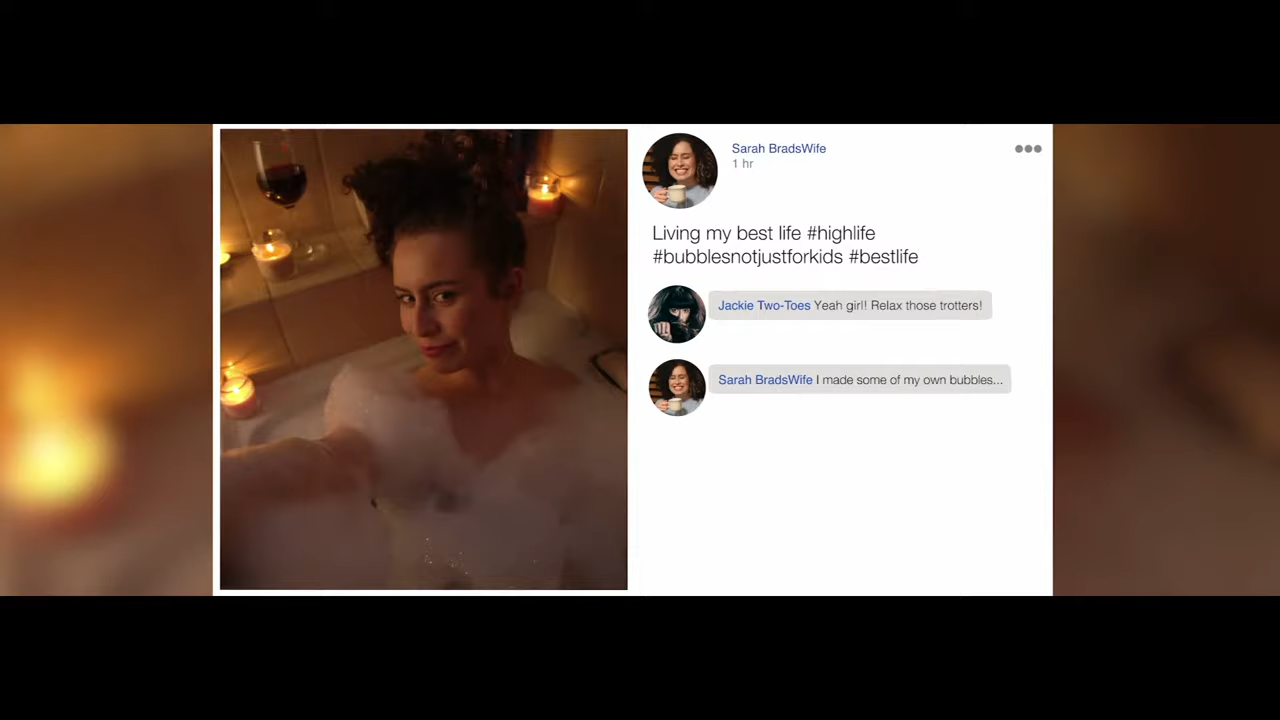 Sarah BradsWife
1 hr
Living my best life #highlife
#bubblesnotjustforkids #bestlife
Jackie Two-Toes Yeah girl! Relax those trotters!
Sarah BradsWife I made some of my own bubbles...